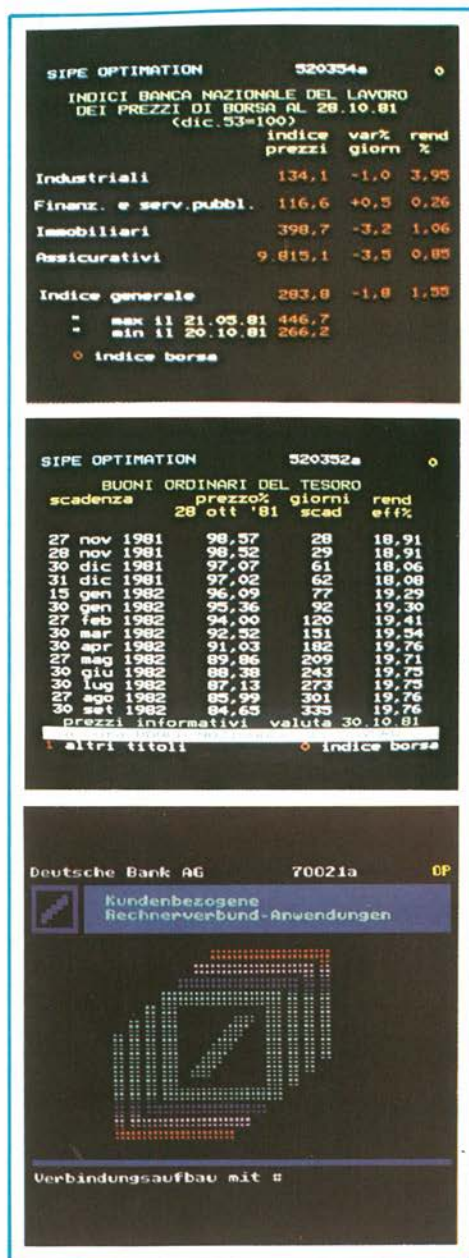 SIPE OPTIMATION 520354a 0
INDICI BANCA NAZIONALE DEL LAVORO
DEI PREZZI DI BORSA AL 28.10.81
(dic.53=100)
indice var% rend
prezzi giorn %
Industriali 134,1 -1,0 3,95
Finanz. e serv.pubbl. 116,6 +0,5 0,26
Immobiliari 398,7 -3,2 1,06
Assicurativi 9.815,1 -3,5 0,85
Indice generale 283,8 -1,8 1,55
" max il 21.05.81 446,7
" min il 20.10.81 266,2
0 indice borsa
SIPE OPTIMATION 520352a 0
BUONI ORDINARI DEL TESORO
scadenza prezzo% giorni rend
28 ott '81 scad eff%
27 nov 1981 98,57 28 18,91
28 nov 1981 98,52 29 18,91
30 dic 1981 97,07 61 18,06
31 dic 1981 97,02 62 18,08
15 gen 1982 96,09 77 19,29
30 gen 1982 95,36 92 19,30
27 feb 1982 94,00 120 19,41
30 mar 1982 92,52 151 19,54
30 apr 1982 91,03 182 19,76
27 mag 1982 89,86 209 19,71
30 giu 1982 88,38 243 19,75
30 lug 1982 87,13 273 19,75
27 ago 1982 85,99 301 19,76
30 set 1982 84,65 335 19,76
prezzi informativi valuta 30.10.81
1 altri titoli 0 indice borsa
Deutsche Bank AG 70021a 0P
Kundenbezogene
Rechnerverbund-Anwendungen
Verbindungsaufbau mit #